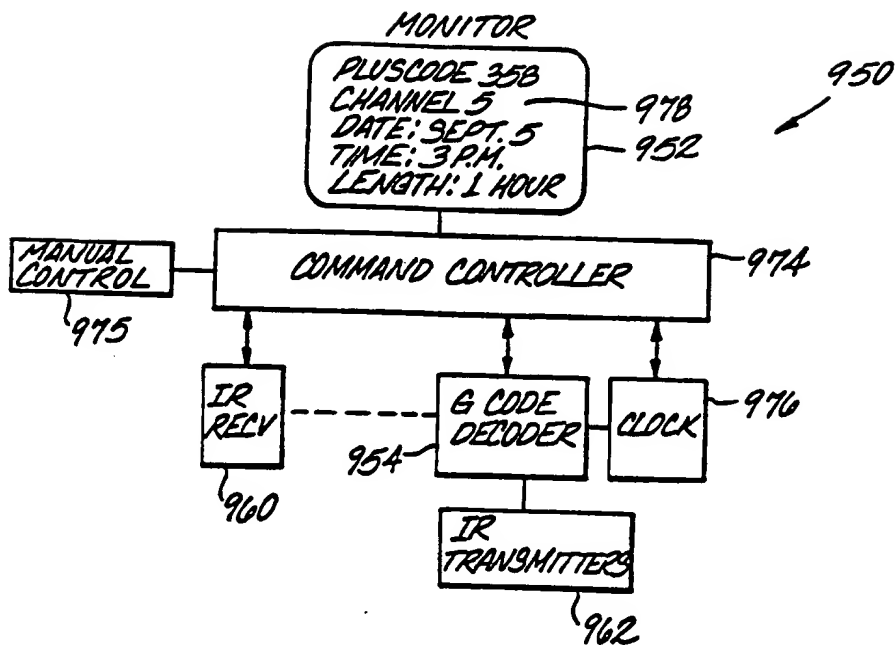 MONITOR
PLUSCODE 358
CHANNEL 5
DATE: SEPT. 5
TIME: 3 P.M.
LENGTH: 1 HOUR
950
978
952
MANUAL
CONTROL
975
COMMAND CONTROLLER
974
IR
RECV
960
G CODE
DECODER
954
CLOCK
976
IR
TRANSMITTERS
962